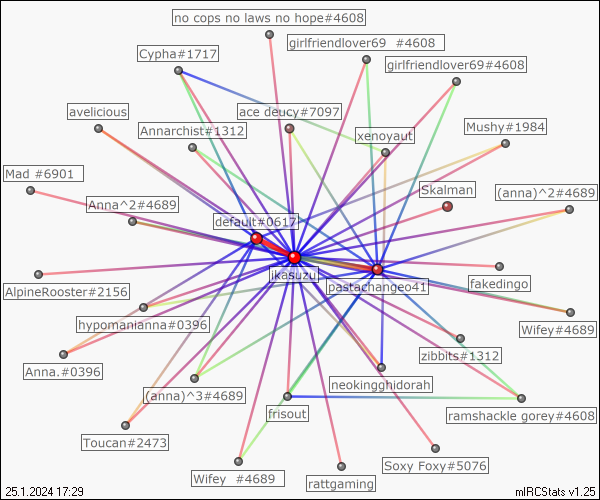 no cops no laws no hope#4608
girlfriendlover69 #4608
Cypha#1717
girlfriendlover69#4608
avelicious
ace deucy#7097
Annarchist#1312
xenoyaut
Mushy#1984
Mad #6901
Skalman
(anna)^2#4689
Anna^2#4689
default#0617
likasuzu
pastachangeo41
fakedingo
AlpineRooster#2156
hypomanianna#0396
Wifey#4689
zibbits#1312
Anna.#0396
neokingghidorah
(anna)^3#4689
frisout
ramshackle gorey#4608
Toucan#2473
Wifey #4689
rattgaming
Soxy Foxy#5076
25.1.2024 17:29
mIRCStats v1.25